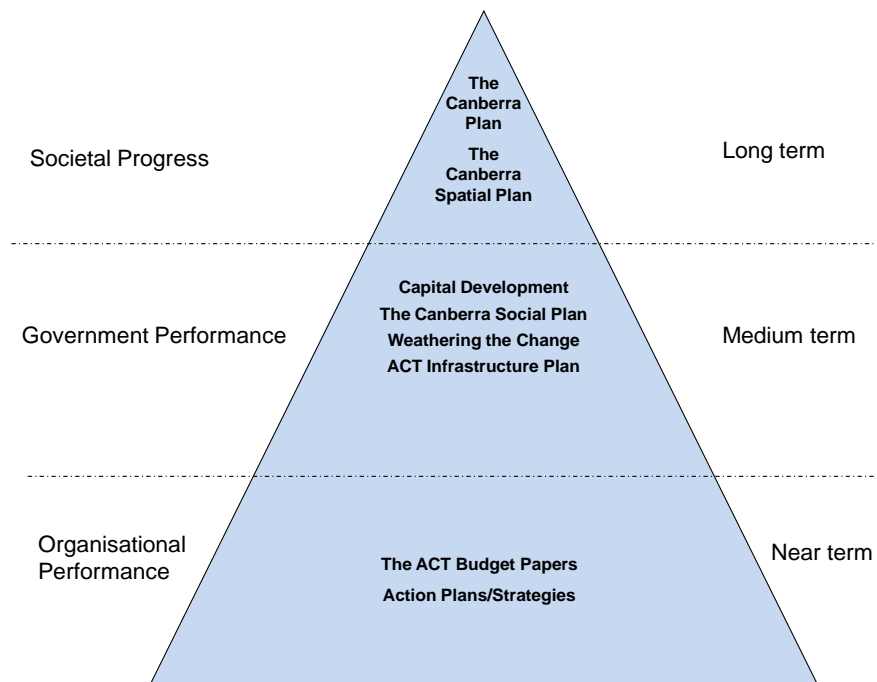 The
Canberra
Plan
The
Canberra
Spatial Plan
Societal Progress
Long term
Capital Development
The Canberra Social Plan
Weathering the Change
ACT Infrastructure Plan
Government Performance
Medium term
Organisational
Performance
The ACT Budget Papers
Action Plans/Strategies
Near term